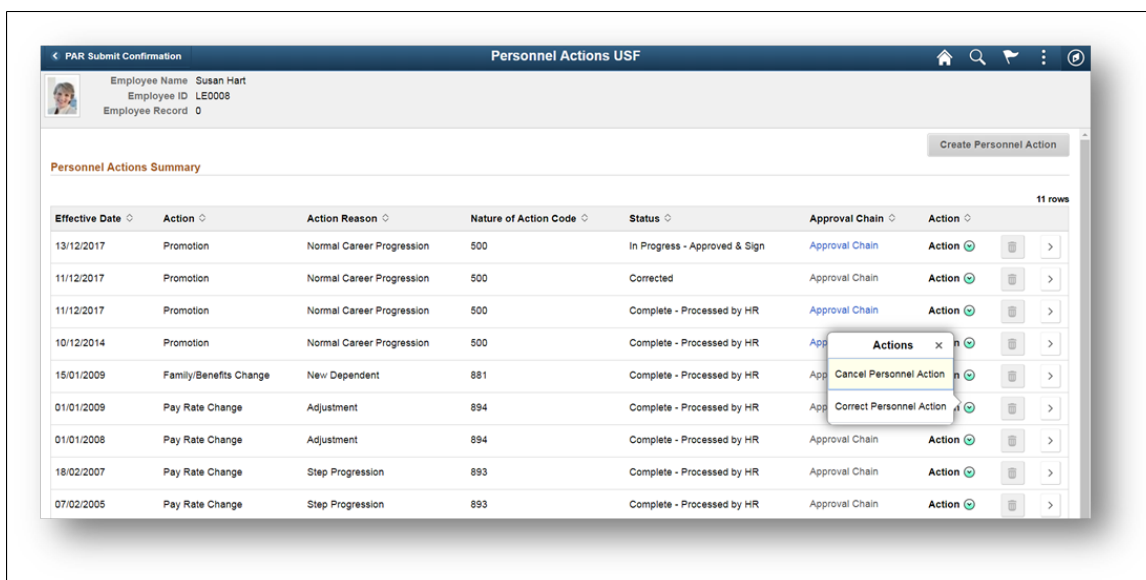 PAR Submit Confirmation Personnel Actions USF
Employee Name Susan Hart
Employee ID LE0008
Employee Record 0
Create Personnel Action
Personnel Actions Summary
11 rows
Effective Date Action Action Reason Nature of Action Code Status Approval Chain Action
13/12/2017 Promotion Normal Career Progression 500 In Progress - Approved & Sign Approval Chain Action
11/12/2017 Promotion Normal Career Progression 500 Corrected Approval Chain Action
11/12/2017 Promotion Normal Career Progression 500 Complete - Processed by HR Approval Chain Action
10/12/2014 Promotion Normal Career Progression 500 Complete - Processed by HR App Actions × n
15/01/2009 Family/Benefits Change New Dependent 881 Complete - Processed by HR App Cancel Personnel Action n
01/01/2009 Pay Rate Change Adjustment 894 Complete - Processed by HR App Correct Personnel Action
01/01/2008 Pay Rate Change Adjustment 894 Complete - Processed by HR Approval Chain Action
18/02/2007 Pay Rate Change Step Progression 893 Complete - Processed by HR Approval Chain Action
07/02/2005 Pay Rate Change Step Progression 893 Complete - Processed by HR Approval Chain Action